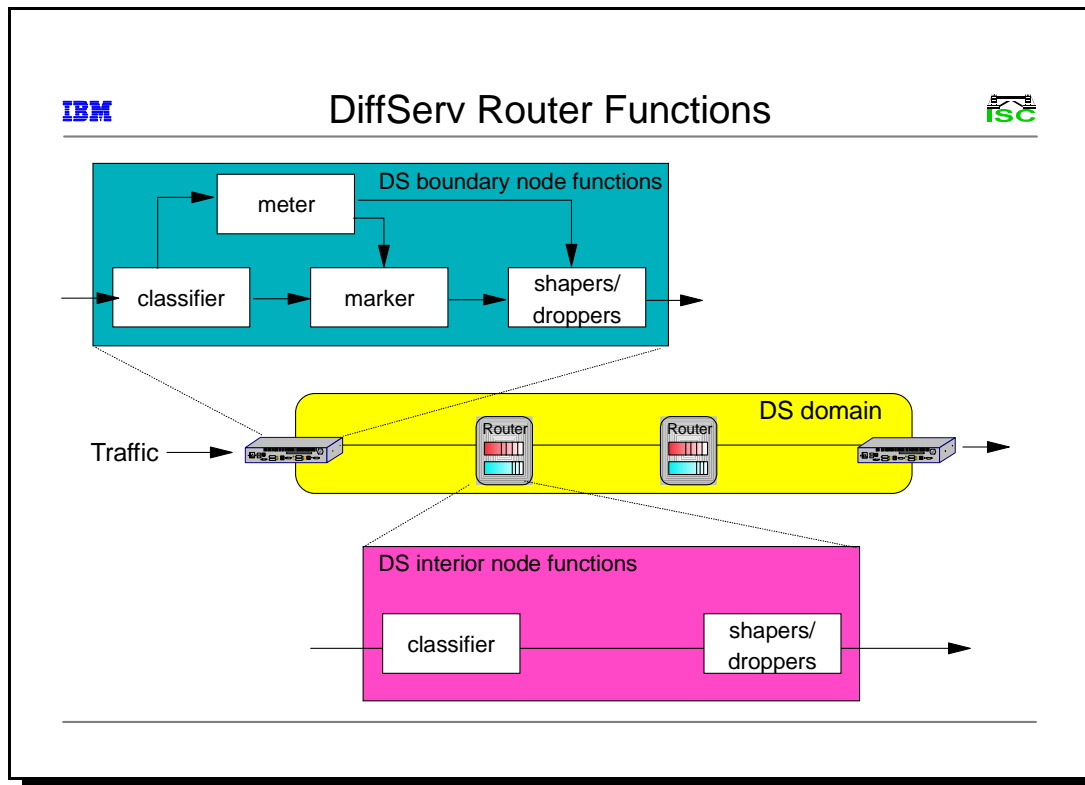 IBM
DiffServ Router Functions
ISC
DS boundary node functions
meter
classifier
marker
shapers/
droppers
DS domain
Traffic
Router
Router
DS interior node functions
classifier
shapers/
droppers